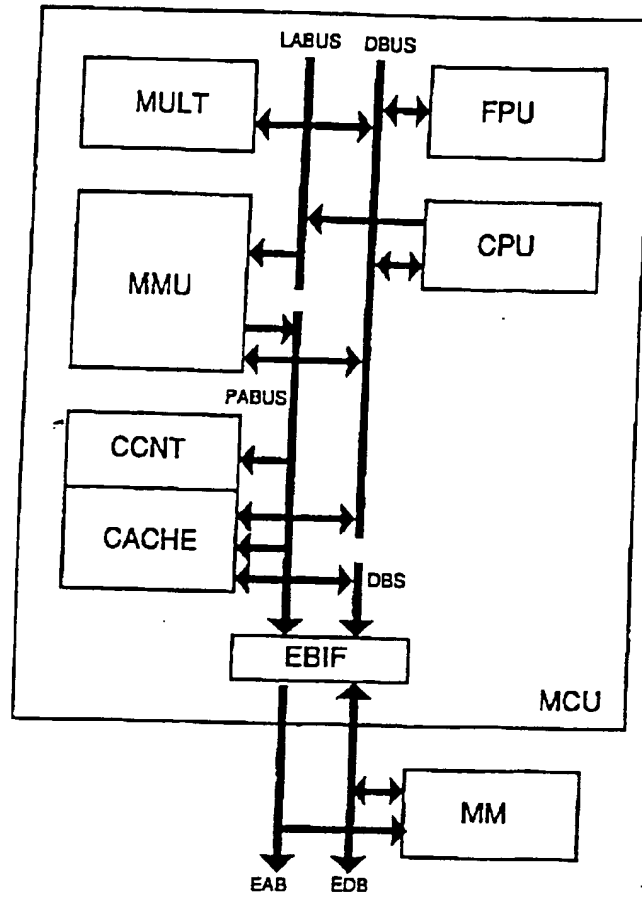 LABUS DBUS
MULT
FPU
CPU
MMU
PABUS
CCNT
CACHE
DBS
EBIF
MCU
MM
EAB EDB